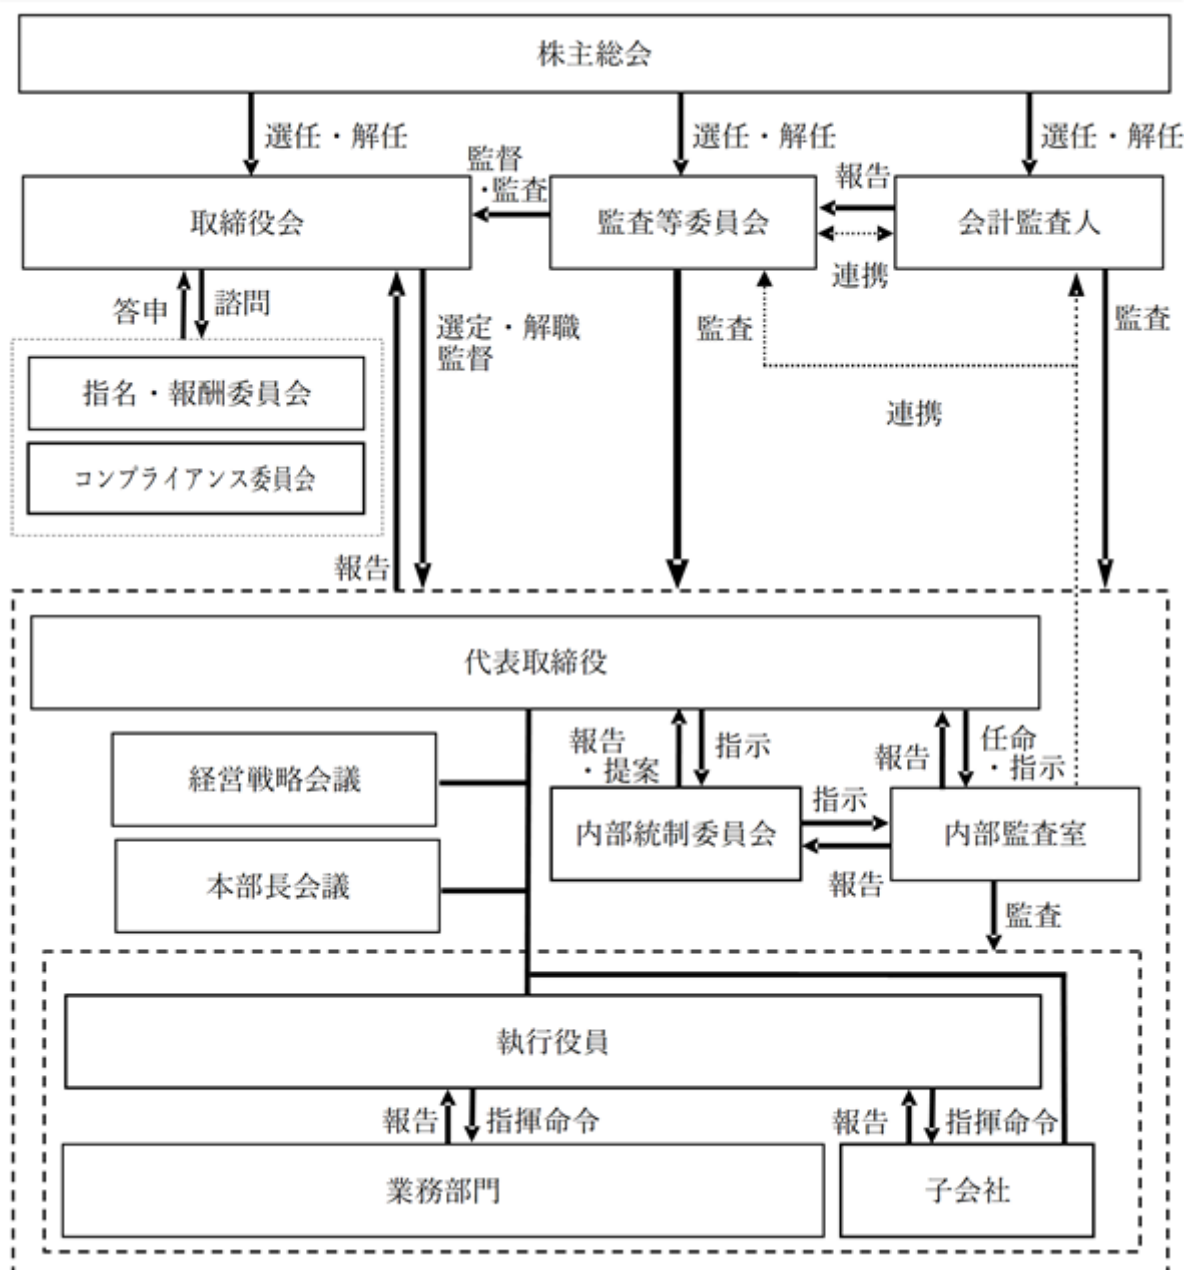 株主総会
選任・解任
選任・解任
選任・解任
監督
・監査
報告
取締役会
監査等委員会
会計監査人
連携
答申
諮問
選定・解職
監督
監査
監査
指名・報酬委員会
連携
コンプライアンス委員会
報告
代表取締役
報告
・提案
指示
報告
任命
・指示
経営戦略会議
指示
内部統制委員会
内部監査室
報告
本部長会議
監査
執行役員
報告
指揮命令
報告
指揮命令
業務部門
子会社